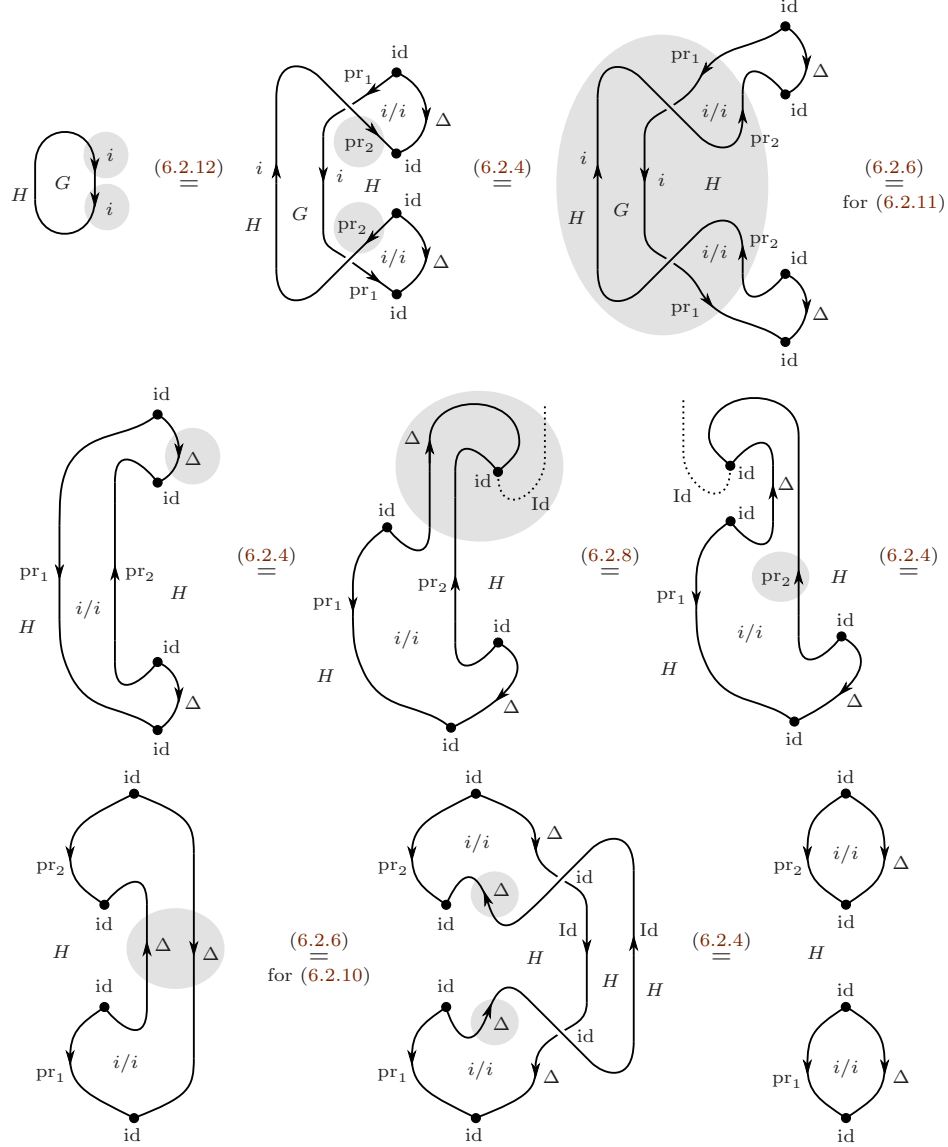 id
id
pr₁ i/i Δ
pr₂ id
i i H
H G
id
pr₂ i/i Δ
pr₁ id
H G i i
(6.2.12)
=
(6.2.4)
=
id
pr₁ i/i Δ
id
pr₂
i i H
H G
i/i pr₂
id
pr₁ Δ
id
(6.2.6)
=
for (6.2.11)
id
Δ
id
pr₁ pr₂
H i/i H
id
Δ
id
(6.2.4)
=
Δ
id Id
id
pr₁ pr₂ H
i/i id
H
Δ
id
(6.2.8)
=
id
Id Δ
id
pr₂ H
pr₁
i/i
H
Δ
id
(6.2.4)
=
id
pr₂
id
H Δ Δ
id
pr₁ i/i
id
(6.2.6)
=
for (6.2.10)
id
i/i Δ
pr₂ id
Δ
id
Id Id
H
H H
id
Δ id
pr₁ i/i Δ
id
(6.2.4)
=
id
pr₂ i/i Δ
id
H
id
pr₁ i/i Δ
id